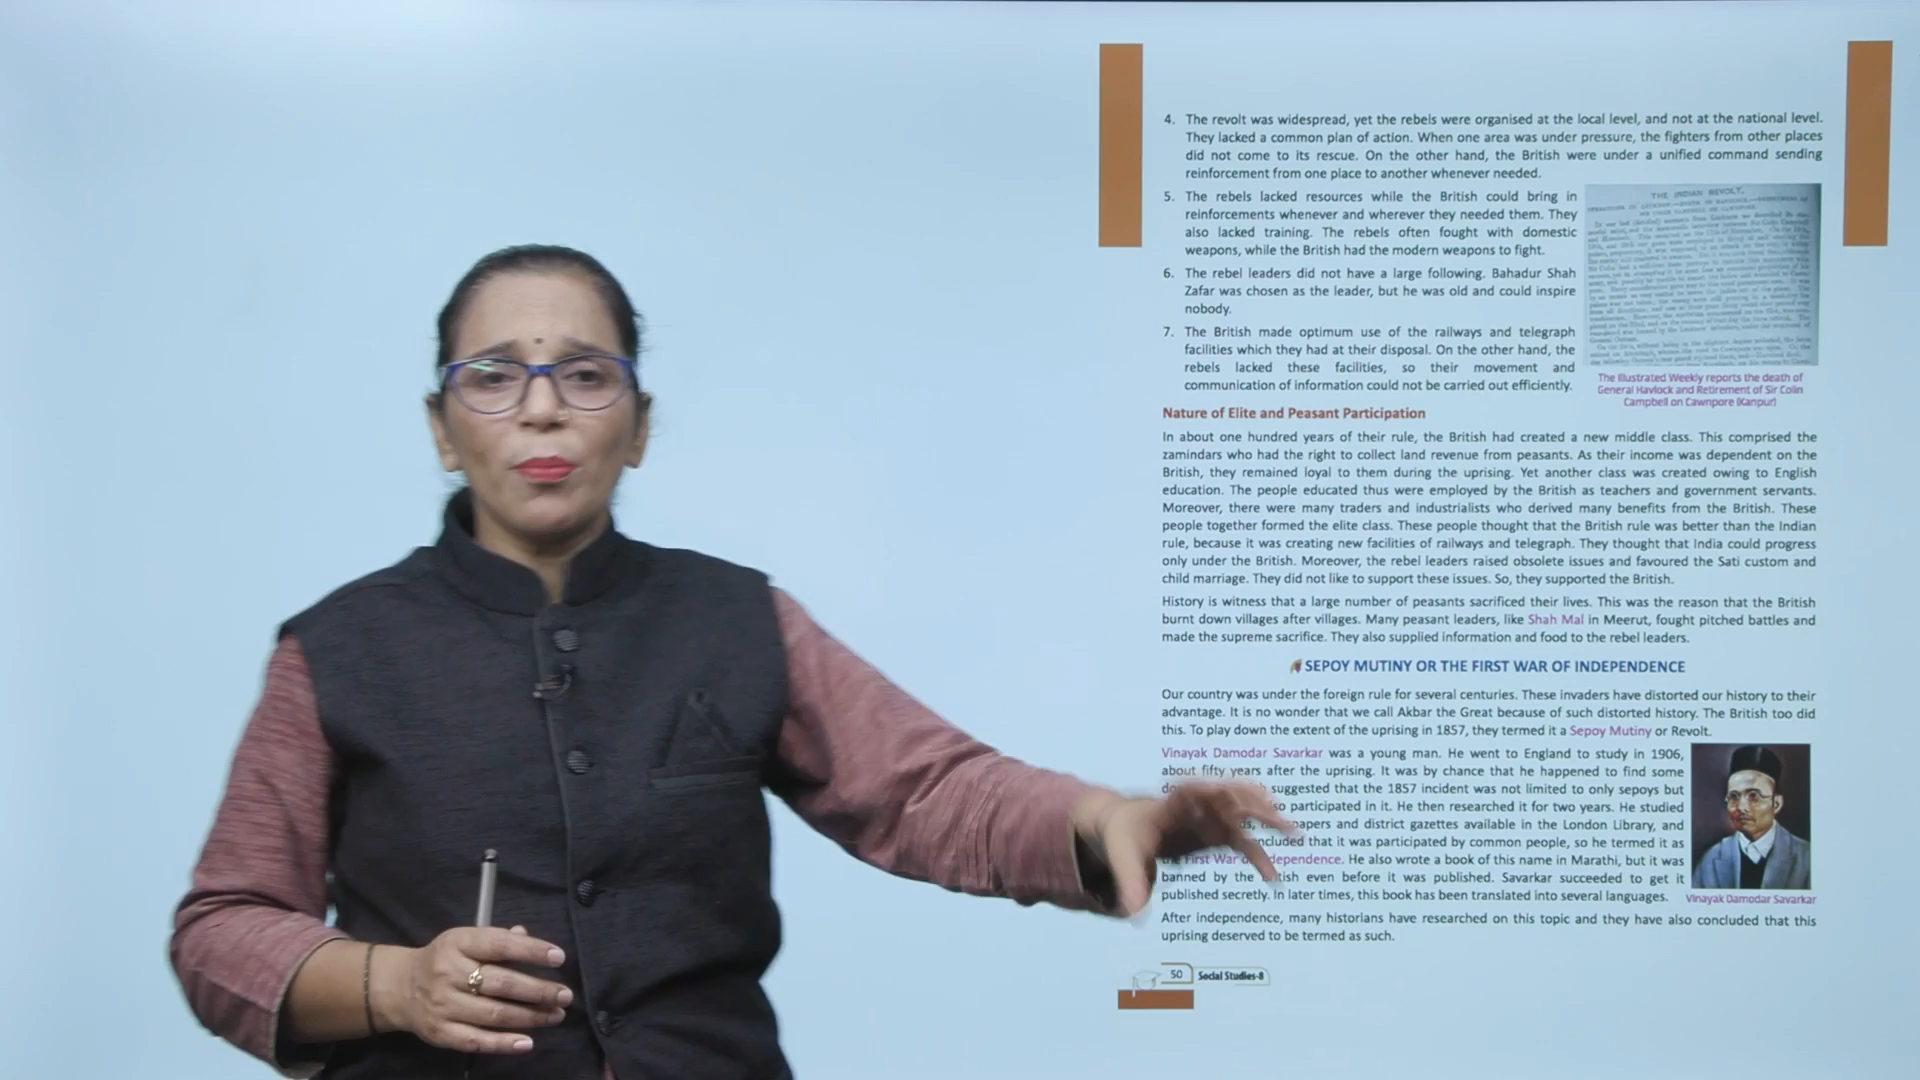 4. The revolt was widespread, yet the rebels were organised at the local level, and not at the national level.
They lacked a common plan of action. When one area was under pressure, the fighters from other places
did not come to its rescue. On the other hand, the British were under a unified command sending
reinforcement from one place to another whenever needed.
5. The rebels lacked resources while the British could bring in
reinforcements whenever and wherever they needed them. They
also lacked training. The rebels often fought with domestic
weapons, while the British had the modern weapons to fight.
6. The rebel leaders did not have a large following. Bahadur Shah
Zafar was chosen as the leader, but he was old and could inspire
nobody.
7. The British made optimum use of the railways and telegraph
facilities which they had at their disposal. On the other hand, the
rebels lacked these facilities, so their movement and
communication of information could not be carried out efficiently.
THE INDIAN REVOLT.
The Illustrated Weekly reports the death of
General Havlock and Retirement of Sir Colin
Campbell on Cawnpore (Kanpur)
Nature of Elite and Peasant Participation
In about one hundred years of their rule, the British had created a new middle class. This comprised the
zamindars who had the right to collect land revenue from peasants. As their income was dependent on the
British, they remained loyal to them during the uprising. Yet another class was created owing to English
education. The people educated thus were employed by the British as teachers and government servants.
Moreover, there were many traders and industrialists who derived many benefits from the British. These
people together formed the elite class. These people thought that the British rule was better than the Indian
rule, because it was creating new facilities of railways and telegraph. They thought that India could progress
only under the British. Moreover, the rebel leaders raised obsolete issues and favoured the Sati custom and
child marriage. They did not like to support these issues. So, they supported the British.
History is witness that a large number of peasants sacrificed their lives. This was the reason that the British
burnt down villages after villages. Many peasant leaders, like Shah Mal in Meerut, fought pitched battles and
made the supreme sacrifice. They also supplied information and food to the rebel leaders.
SEPOY MUTINY OR THE FIRST WAR OF INDEPENDENCE
Our country was under the foreign rule for several centuries. These invaders have distorted our history to their
advantage. It is no wonder that we call Akbar the Great because of such distorted history. The British too did
this. To play down the extent of the uprising in 1857, they termed it a Sepoy Mutiny or Revolt.
Vinayak Damodar Savarkar was a young man. He went to England to study in 1906,
about fifty years after the uprising. It was by chance that he happened to find some
suggested that the 1857 incident was not limited to only sepoys but
participated in it. He then researched it for two years. He studied
and district gazettes available in the London Library, and
that it was participated by common people, so he termed it as
First War He also wrote a book of this name in Marathi, but it was
banned by the even before it was published. Savarkar succeeded to get it
published secretly. In later times, this book has been translated into several languages.
Vinayak Damodar Savarkar
After independence, many historians have researched on this topic and they have also concluded that this
uprising deserved to be termed as such.
50 Social Studies-8